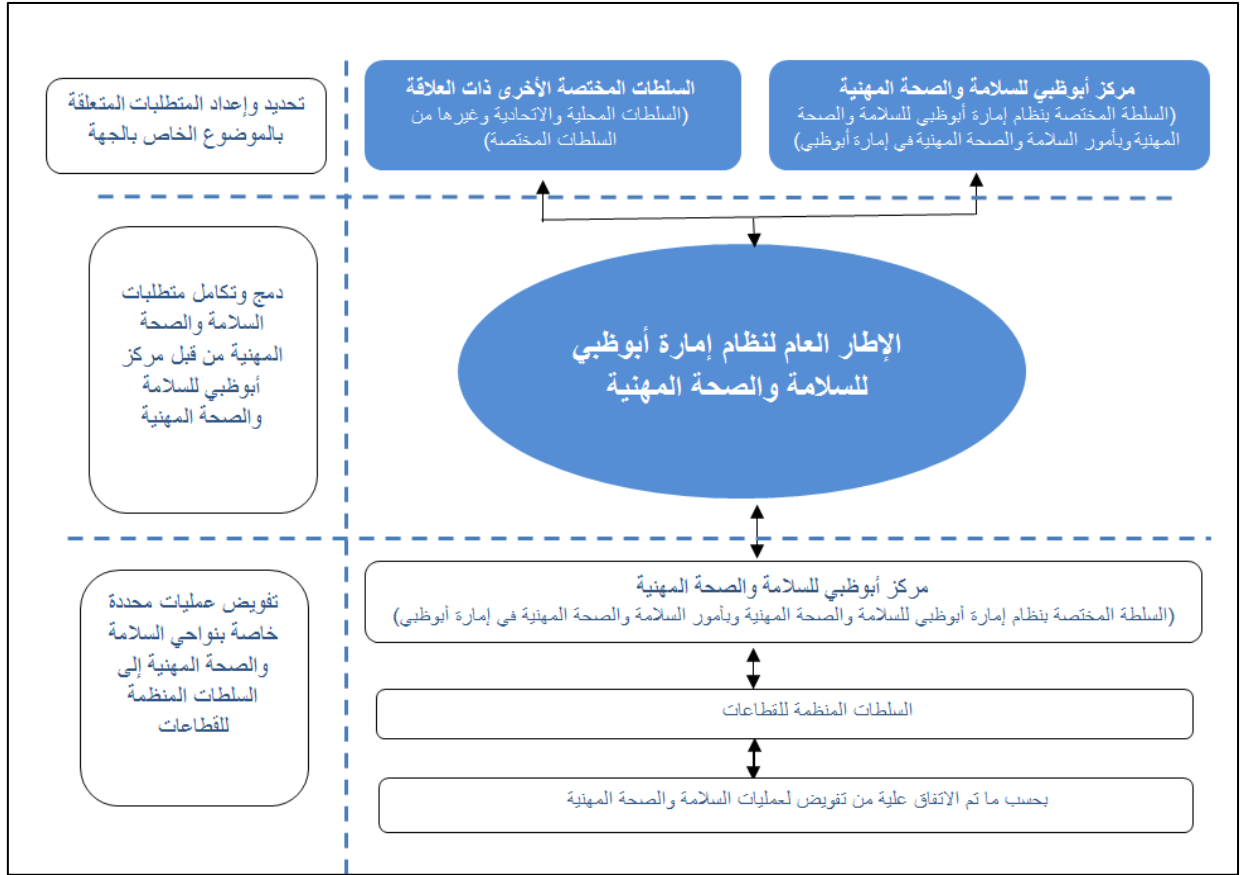 مركز أبوظبي للسلامة والصحة المهنية
(السلطة المختصة بنظام إمارة أبوظبي للسلامة والصحة
المهنية وبأمور السلامة والصحة المهنية في إمارة أبوظبي)
السلطات المختصة الأخرى ذات العلاقة
(السلطات المحلية والاتحادية وغيرها من
السلطات المختصة)
تحديد وإعداد المتطلبات المتعلقة
بالموضوع الخاص بالجهة
الإطار العام لنظام إمارة أبوظبي
للسلامة والصحة المهنية
دمج وتكامل متطلبات
السلامة والصحة
المهنية من قبل مركز
أبوظبي للسلامة
والصحة المهنية
مركز أبوظبي للسلامة والصحة المهنية
(السلطة المختصة بنظام إمارة أبوظبي للسلامة والصحة المهنية وبأمور السلامة والصحة المهنية في إمارة أبوظبي)
السلطات المنظمة للقطاعات
بحسب ما تم الاتفاق علية من تفويض لعمليات السلامة والصحة المهنية
تفويض عمليات محددة
خاصة بنواحي السلامة
والصحة المهنية إلى
السلطات المنظمة
للقطاعات